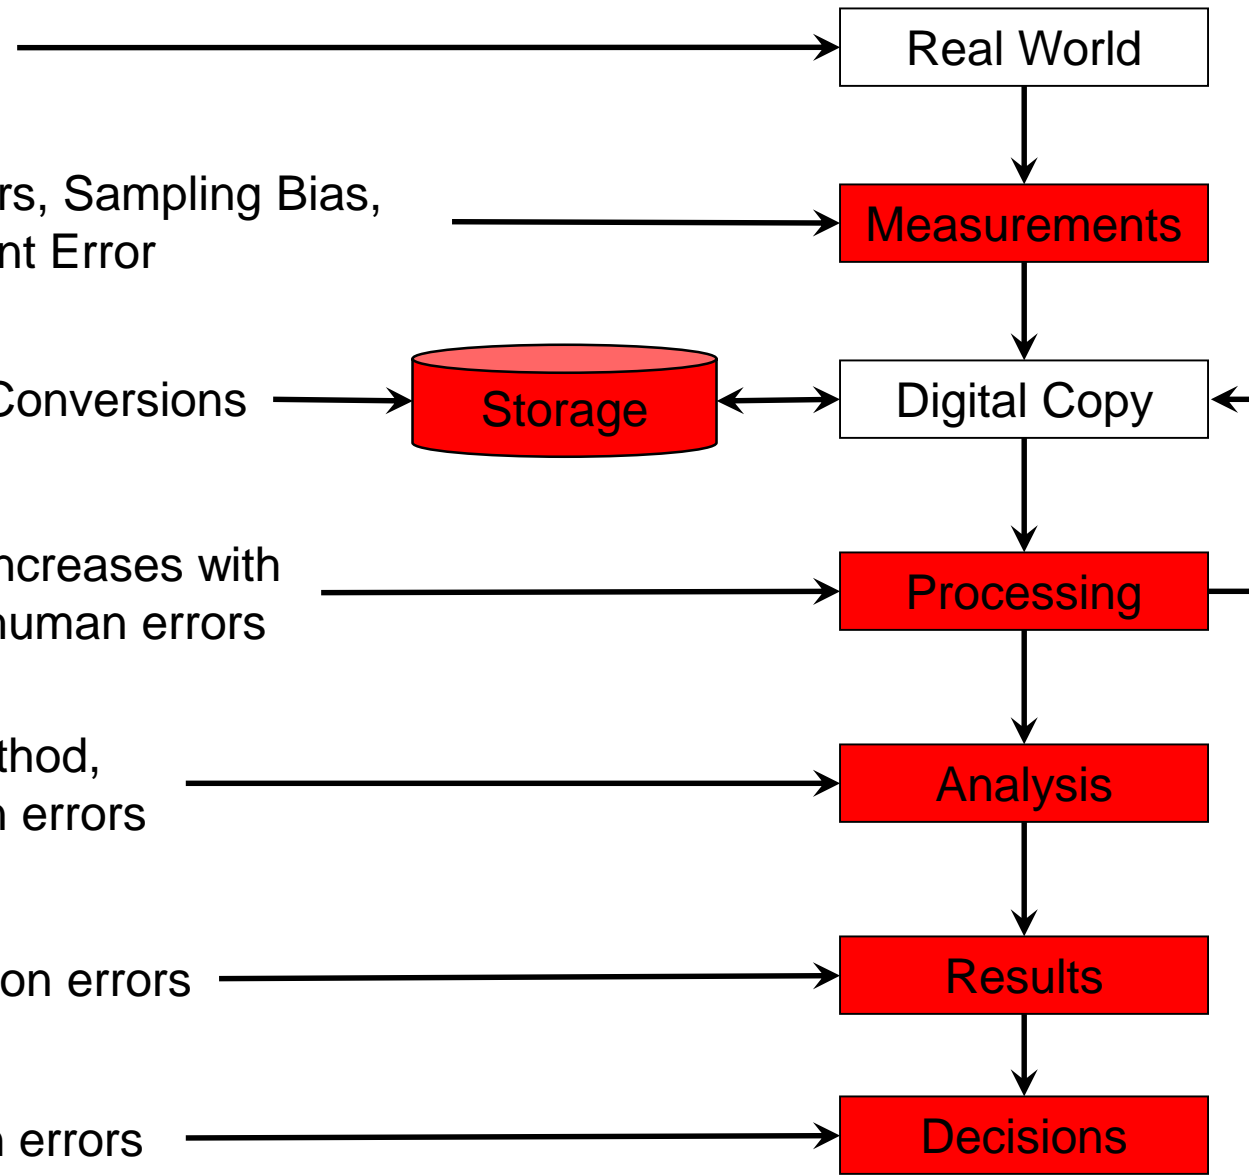 Real World
rs, Sampling Bias,
nt Error
Measurements
Conversions
Storage
Digital Copy
ncreases with
human errors
Processing
thod,
n errors
Analysis
on errors
Results
n errors
Decisions